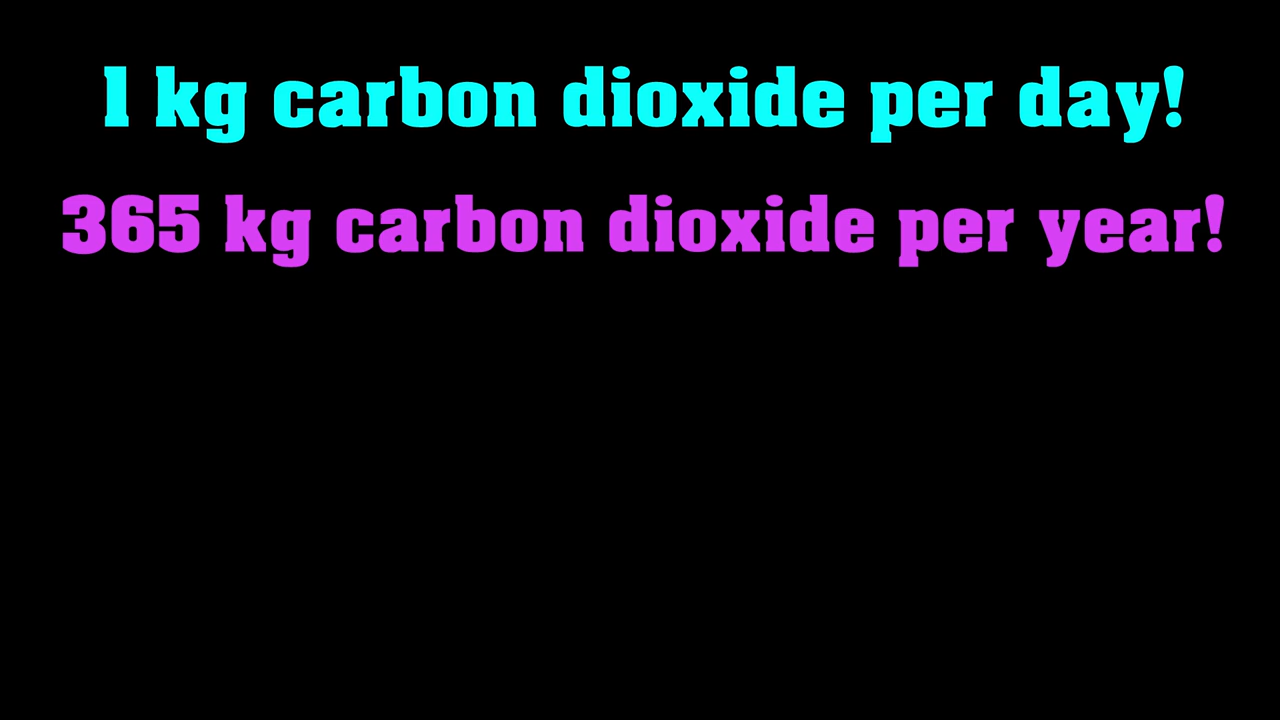 1 kg carbon dioxide per day!
365 kg carbon dioxide per year!